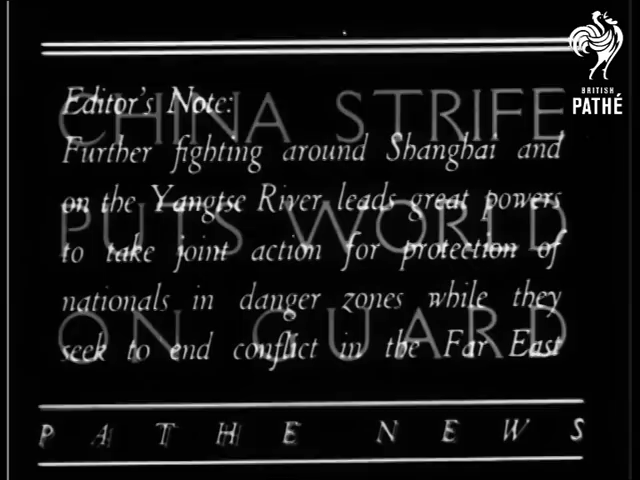 BRITISH
PATHÉ
CHINA STRIFE
PUTS WORLD
ON GUARD
Editor's Note:
Further fighting around Shanghai and
on the Yangtse River leads great powers
to take joint action for protection of
nationals in danger zones while they
seek to end conflict in the Far East
PATHE NEWS